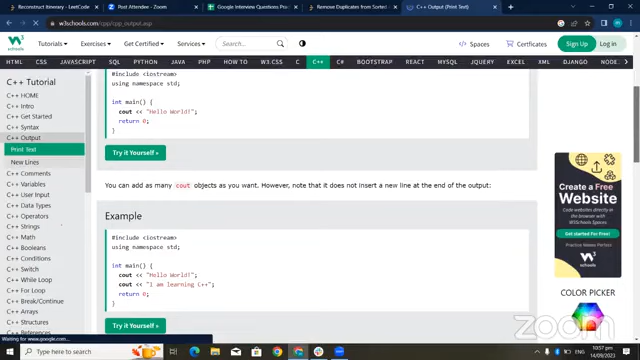 Reconstruct Itinerary - LeetCode
Post Attendee - Zoom
Google Interview Questions Pr
Remove Duplicates from Sorted A
C++ Output (Print Text)
w3schools.com/cpp/cpp_output.asp
W3 schools
Tutorials
Exercises
Get Certified
Services
Search...
Spaces
Certificates
Sign Up
Log in
HTML CSS JAVASCRIPT SQL PYTHON JAVA PHP HOW TO W3.CSS C C++ C# BOOTSTRAP REACT MYSQL JQUERY EXCEL XML DJANGO
C++ Tutorial
C++ HOME
C++ Intro
C++ Get Started
C++ Syntax
C++ Output
Print Text
New Lines
C++ Comments
C++ Variables
C++ User Input
C++ Data Types
C++ Operators
C++ Strings
C++ Math
C++ Booleans
C++ Conditions
C++ Switch
C++ While Loop
C++ For Loop
C++ Break/Continue
C++ Arrays
C++ Structures
C++ References
#include <iostream>
using namespace std;
int main() {
cout << "Hello World!";
return 0;
}
Try it Yourself »
You can add as many cout objects as you want. However, note that it does not insert a new line at the end of the output:
Example
#include <iostream>
using namespace std;
int main() {
cout << "Hello World!";
cout << "I am learning C++";
return 0;
}
Try it Yourself »
Create a Free
Website
Code websites directly in
the browser with
W3Schools Spaces.
Get started for Free!
COLOR PICKER
zoom
Waiting for www.google.com...
Type here to search
10:57 pm
14/09/2023